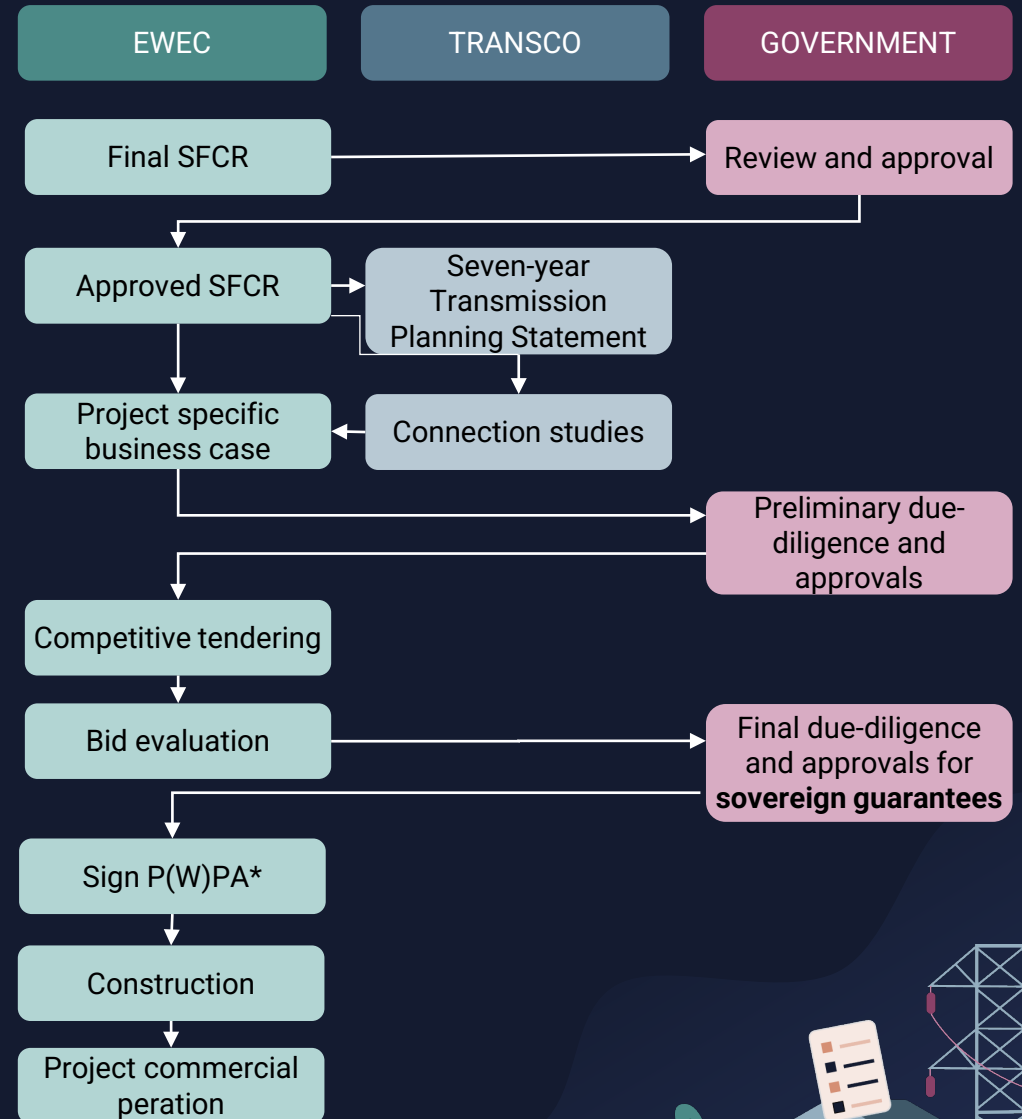 EWEC
TRANSCO
GOVERNMENT
Final SFCR
Review and approval
Approved SFCR
Seven-year
Transmission
Planning Statement
Project specific
business case
Connection studies
Preliminary due-
diligence and
approvals
Competitive tendering
Bid evaluation
Final due-diligence
and approvals for
sovereign guarantees
Sign P(W)PA*
Construction
Project commercial
peration